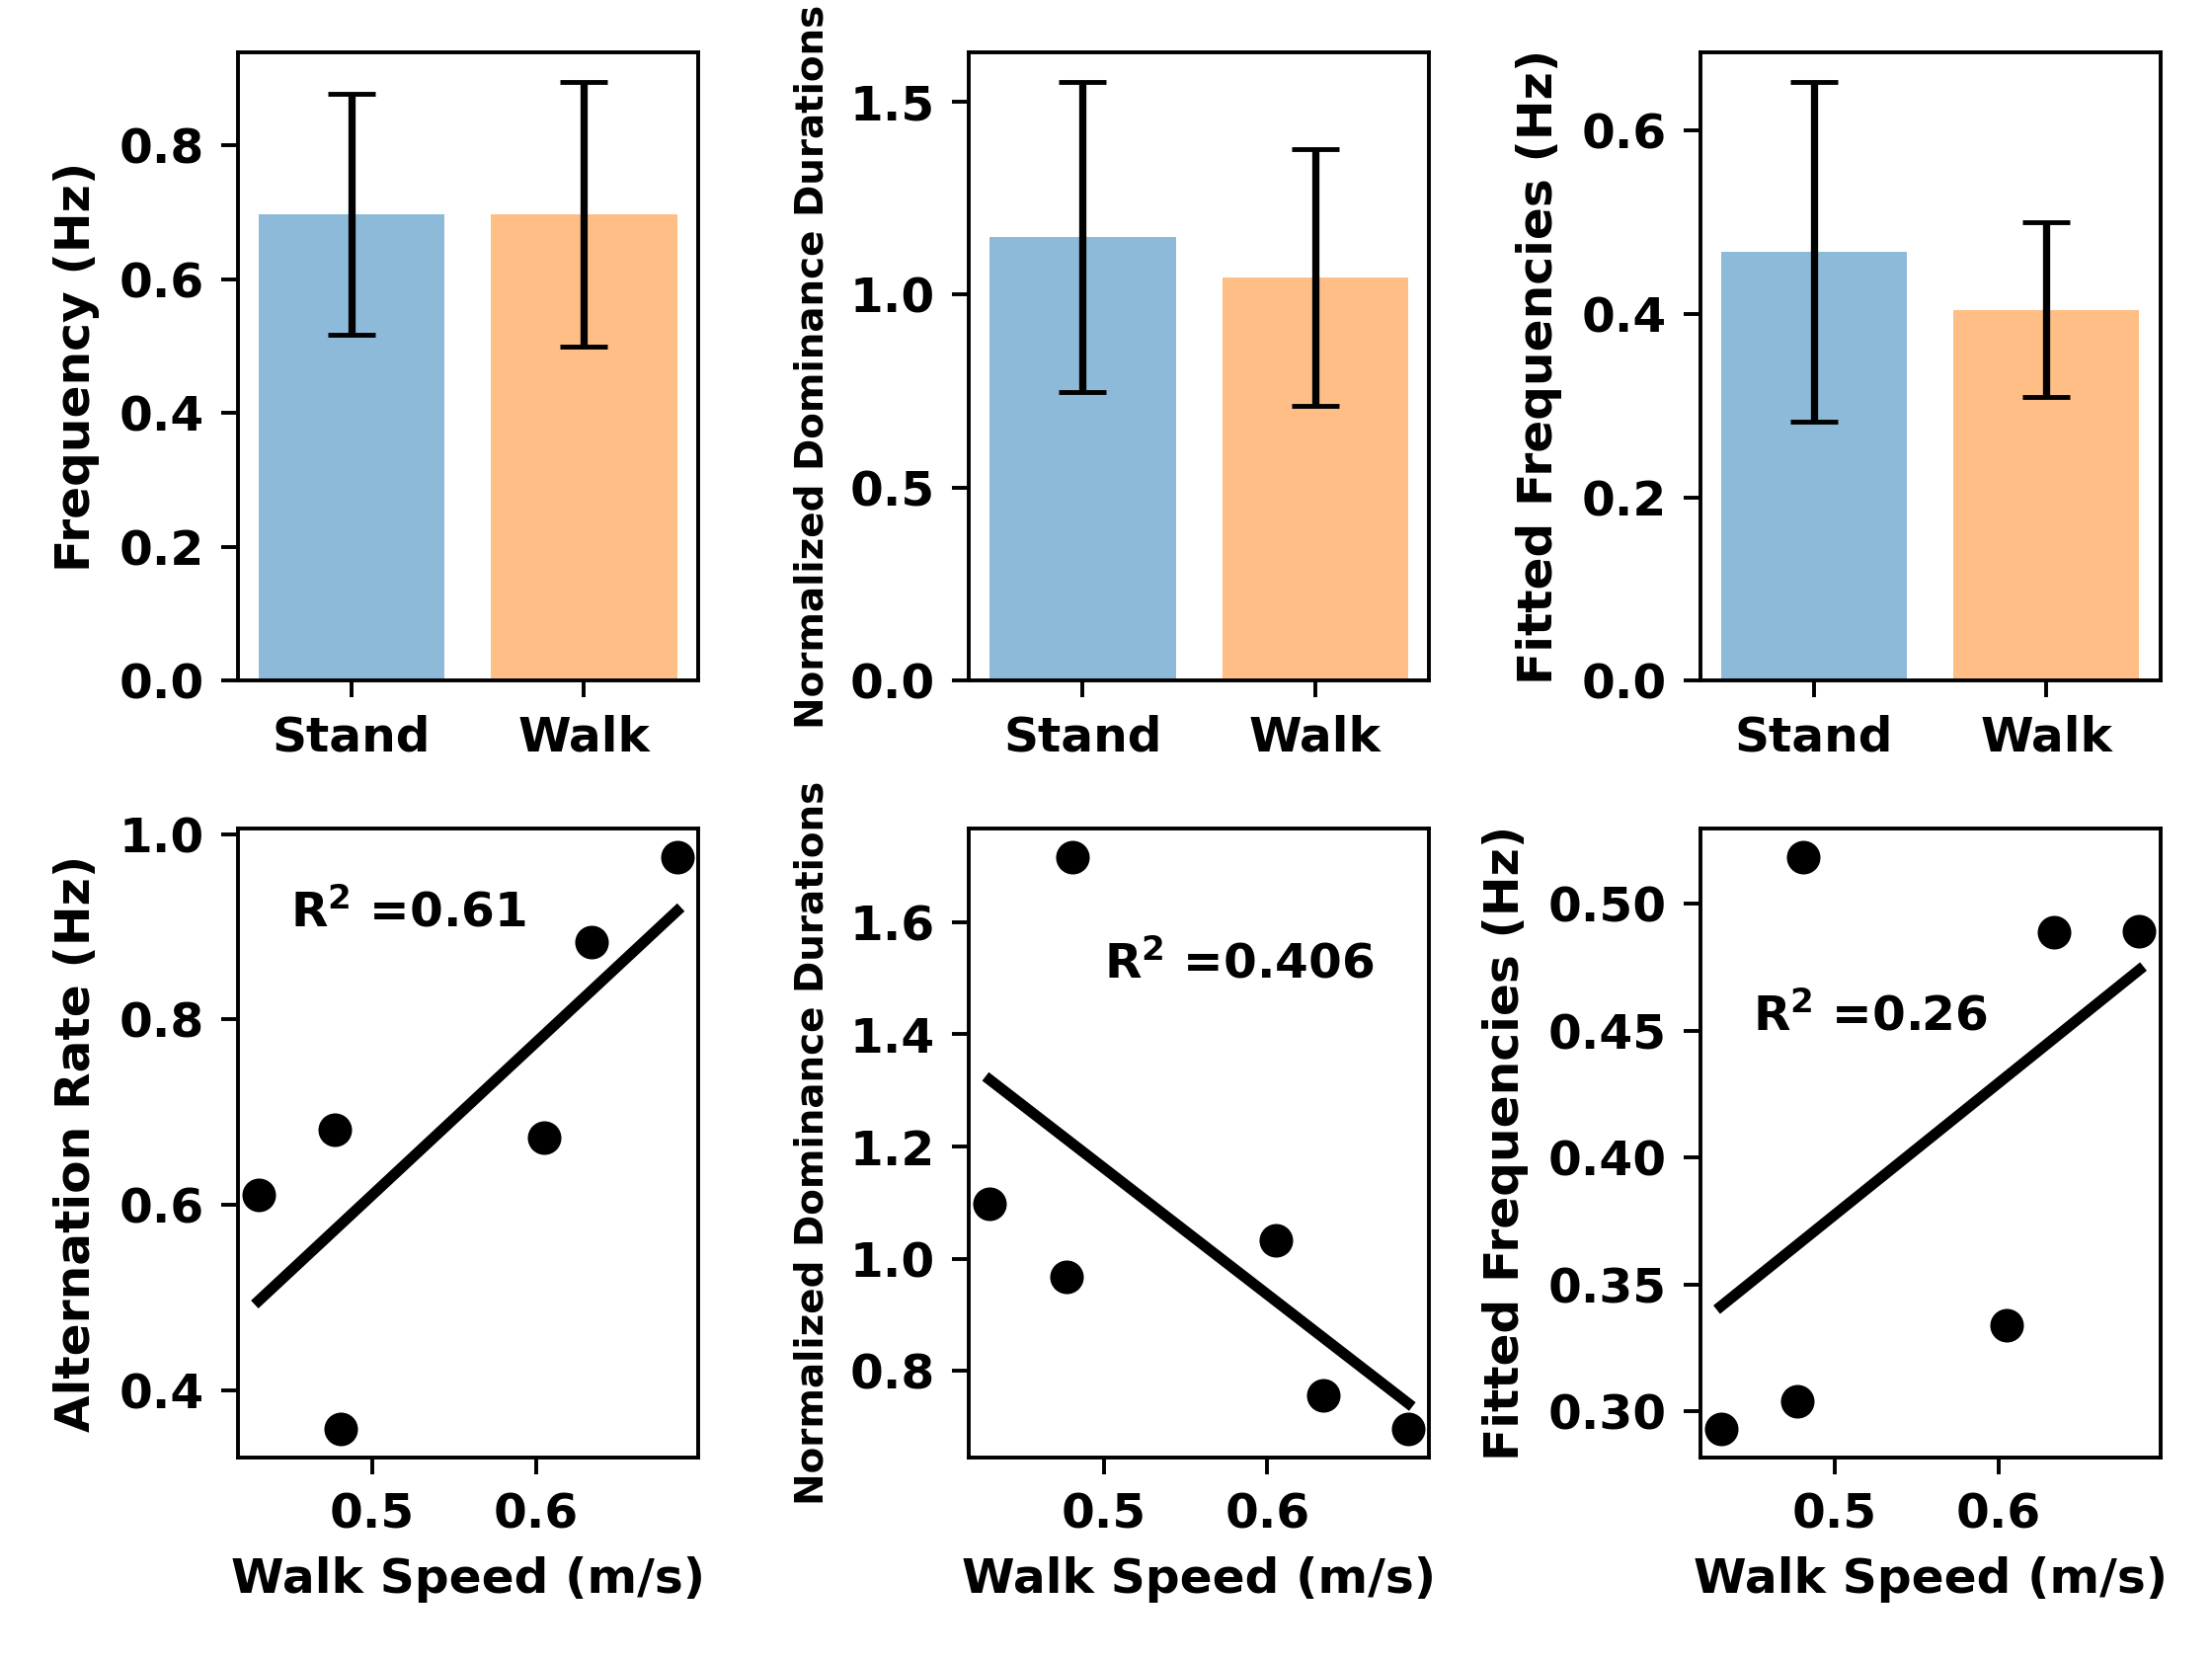 Frequency (Hz)
0.8
0.6
0.4
0.2
0.0
Stand Walk
Normalized Dominance Durations
1.5
1.0
0.5
0.0
Stand Walk
Fitted Frequencies (Hz)
0.6
0.4
0.2
0.0
Stand Walk
Alternation Rate (Hz)
1.0
0.8
0.6
0.4
R² =0.61
0.5 0.6
Walk Speed (m/s)
Normalized Dominance Durations
1.6
1.4
1.2
1.0
0.8
R² =0.406
0.5 0.6
Walk Speed (m/s)
Fitted Frequencies (Hz)
0.50
0.45
0.40
0.35
0.30
R² =0.26
0.5 0.6
Walk Speed (m/s)